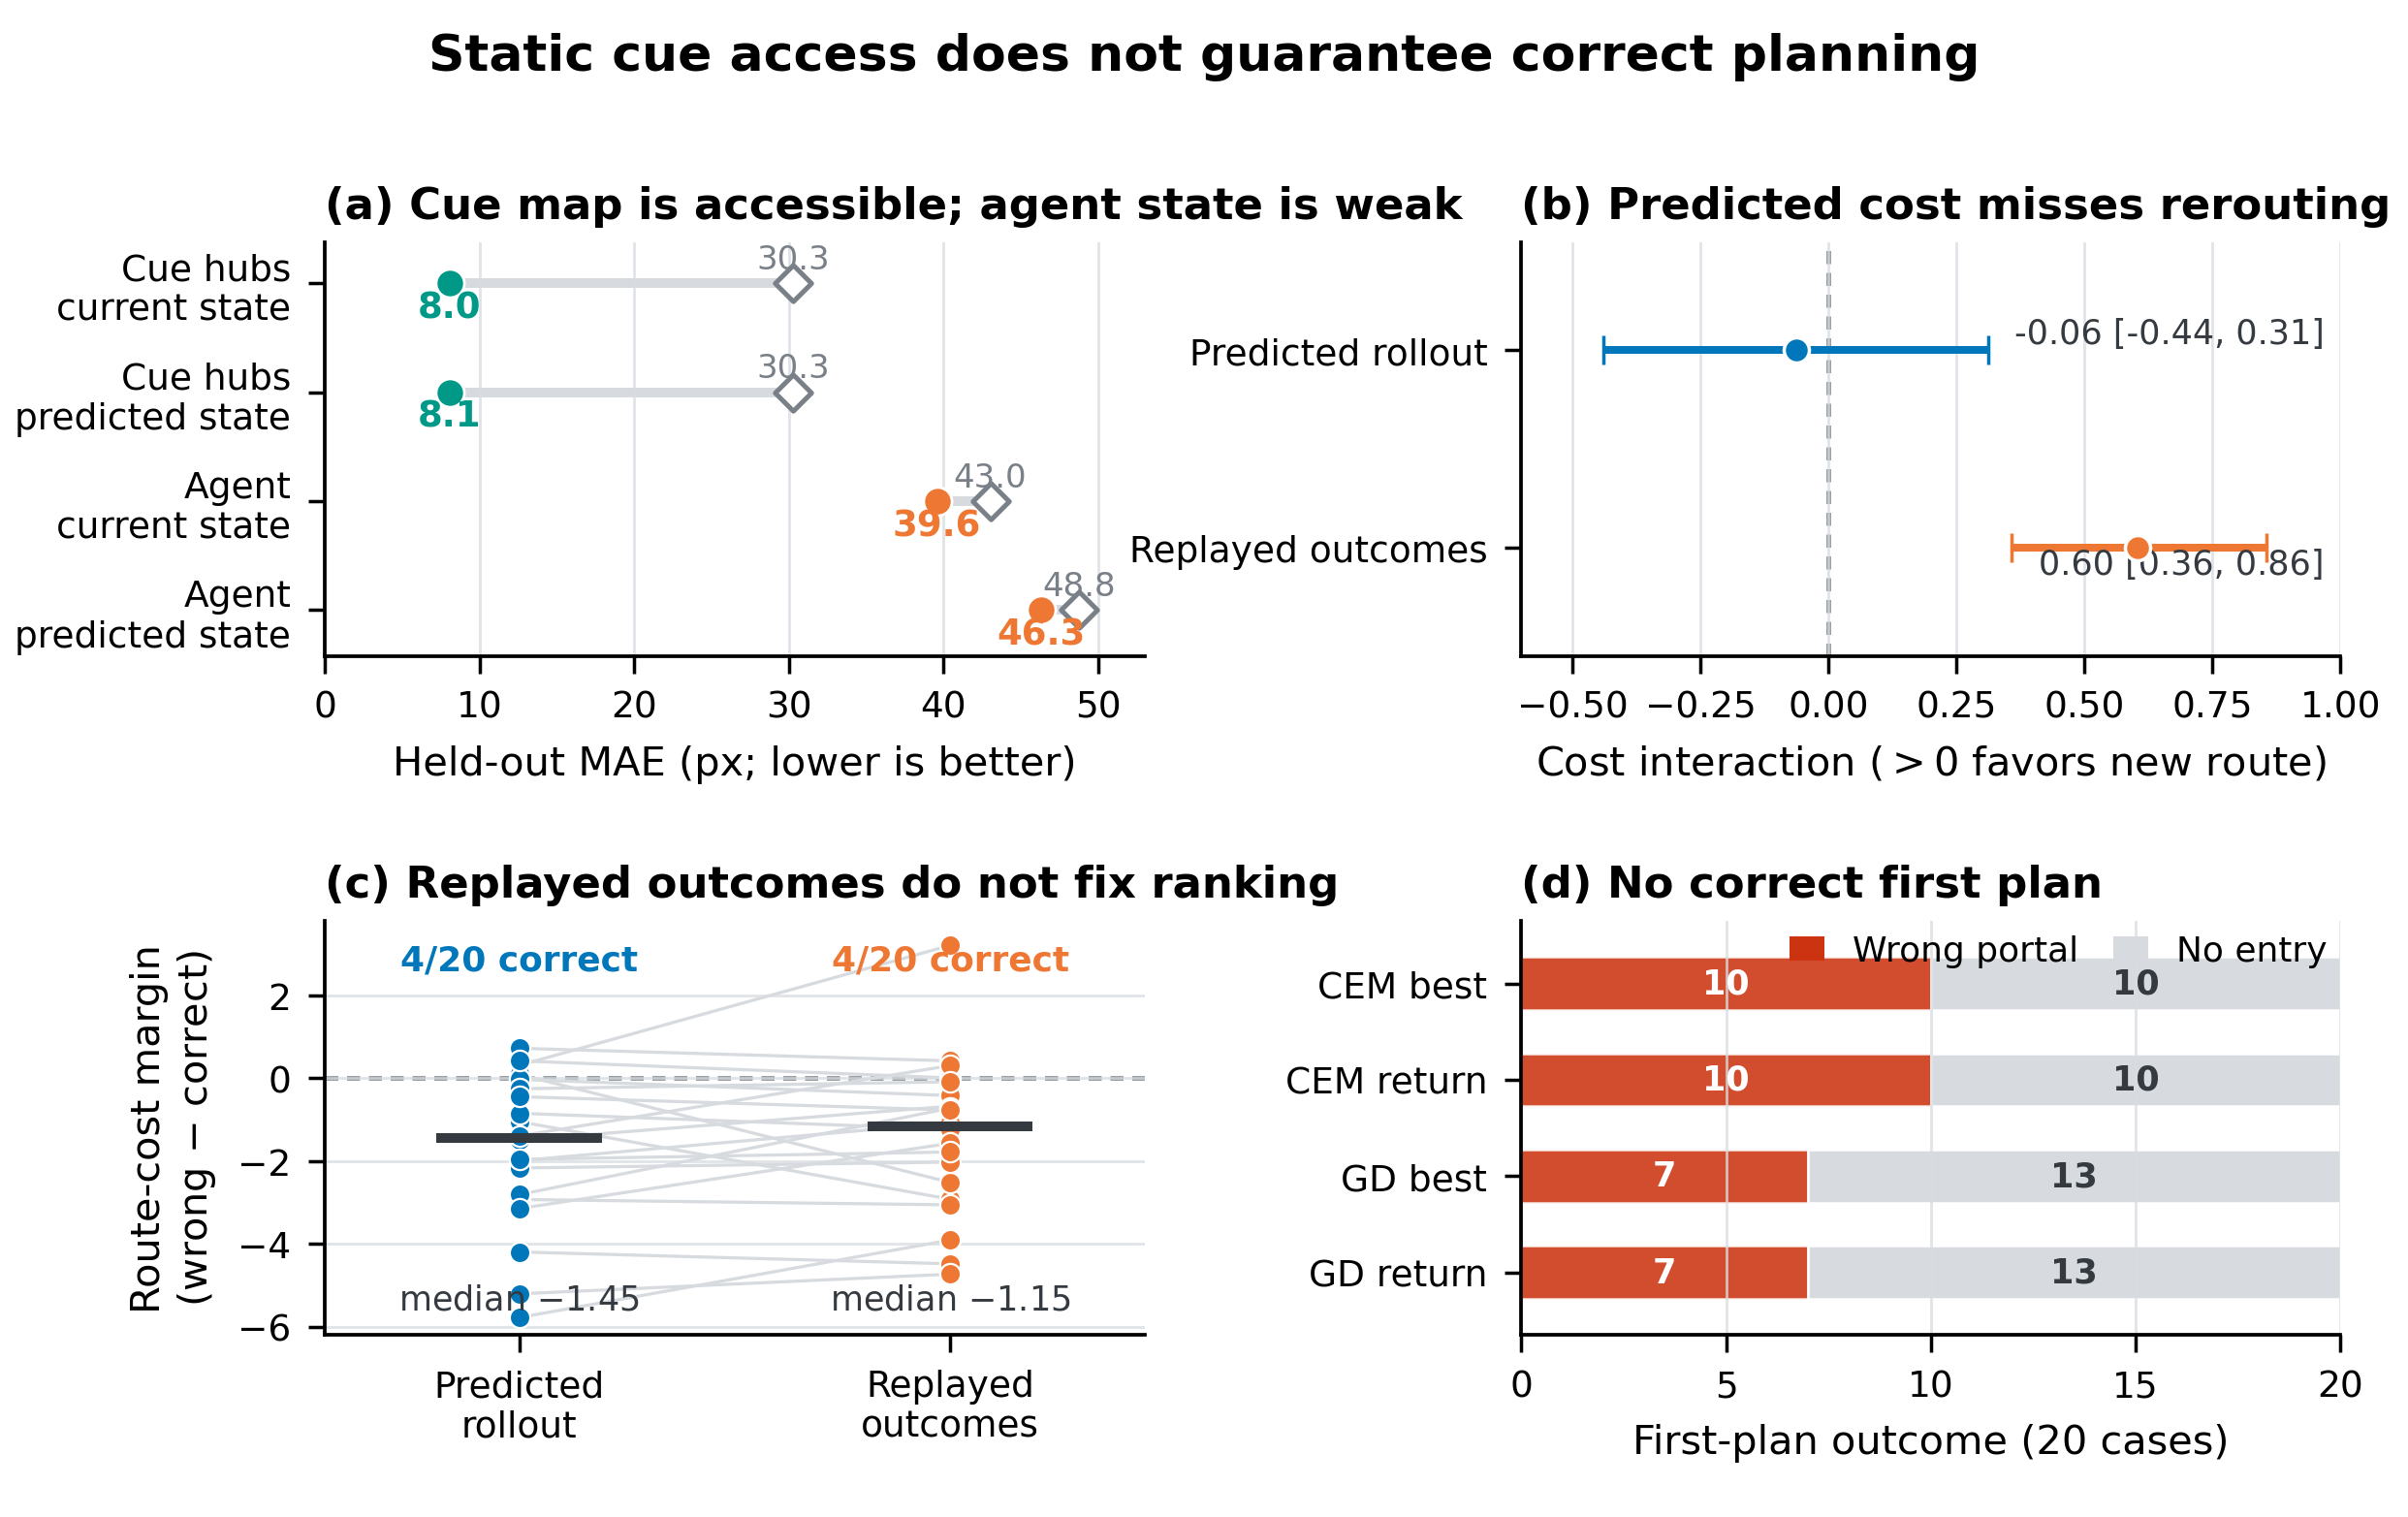 Static cue access does not guarantee correct planning
(a) Cue map is accessible; agent state is weak
Cue hubs
current state
30.3
8.0
Cue hubs
predicted state
30.3
8.1
Agent
current state
43.0
39.6
Agent
predicted state
48.8
46.3
0 10 20 30 40 50
Held-out MAE (px; lower is better)
(b) Predicted cost misses rerouting
Predicted rollout
-0.06 [-0.44, 0.31]
Replayed outcomes
0.60 [0.36, 0.86]
−0.50 −0.25 0.00 0.25 0.50 0.75 1.00
Cost interaction ( > 0 favors new route)
(c) Replayed outcomes do not fix ranking
Route-cost margin
(wrong − correct)
4/20 correct 4/20 correct
2
0
−2
−4
−6
median −1.45 median −1.15
Predicted
rollout
Replayed
outcomes
(d) No correct first plan
Wrong portal No entry
CEM best 10 10
CEM return 10 10
GD best 7 13
GD return 7 13
0 5 10 15 20
First-plan outcome (20 cases)